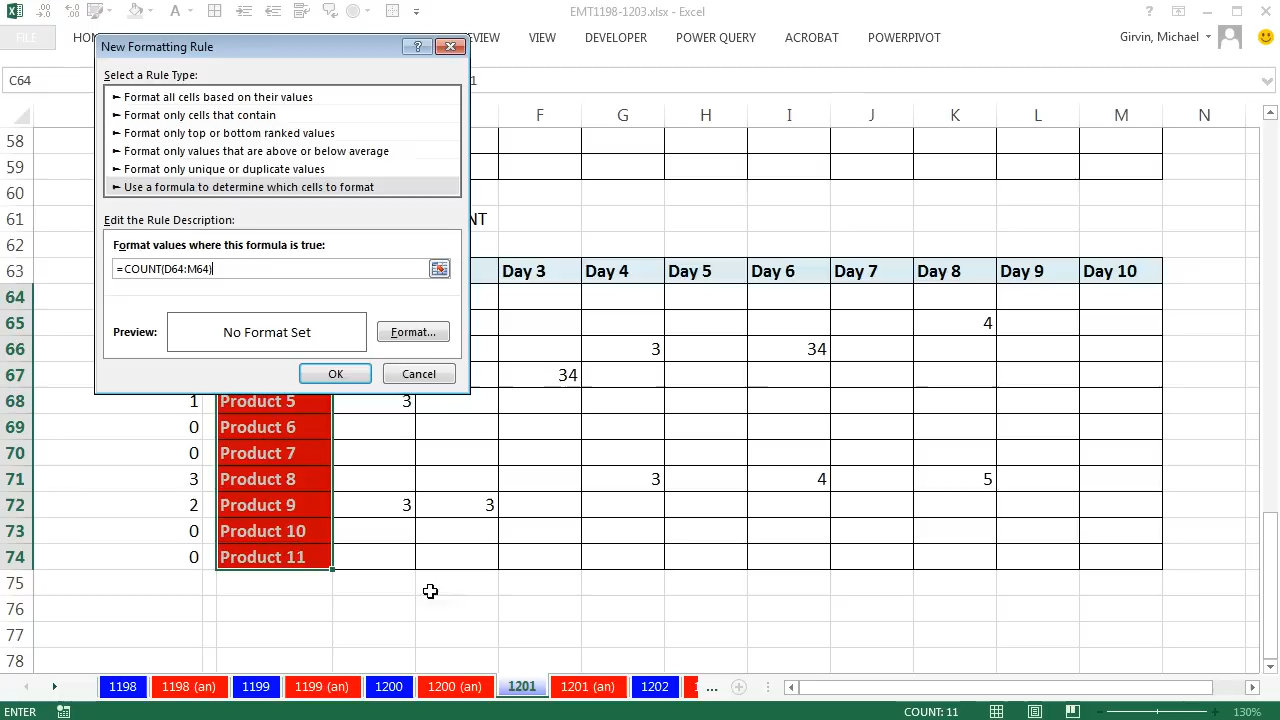 EMT1198-1203.xlsx - Excel
FILE
HOM
EVIEW
VIEW
DEVELOPER
POWER QUERY
ACROBAT
POWERPIVOT
Girvin, Michael
New Formatting Rule
Select a Rule Type:
► Format all cells based on their values
► Format only cells that contain
► Format only top or bottom ranked values
► Format only values that are above or below average
► Format only unique or duplicate values
► Use a formula to determine which cells to format
Edit the Rule Description:
Format values where this formula is true:
=COUNT(D64:M64)
Preview:
No Format Set
Format...
OK
Cancel
C64
1
F G H I J K L M N
58
59
60
61 NT
62
63 Day 3 Day 4 Day 5 Day 6 Day 7 Day 8 Day 9 Day 10
64
65 4
66 3 34
67 34
68 1 Product 5 3
69 0 Product 6
70 0 Product 7
71 3 Product 8 3 4 5
72 2 Product 9 3 3
73 0 Product 10
74 0 Product 11
75
76
77
78
1198 1198 (an) 1199 1199 (an) 1200 1200 (an) 1201 1201 (an) 1202 1 ...
ENTER
COUNT: 11
130%